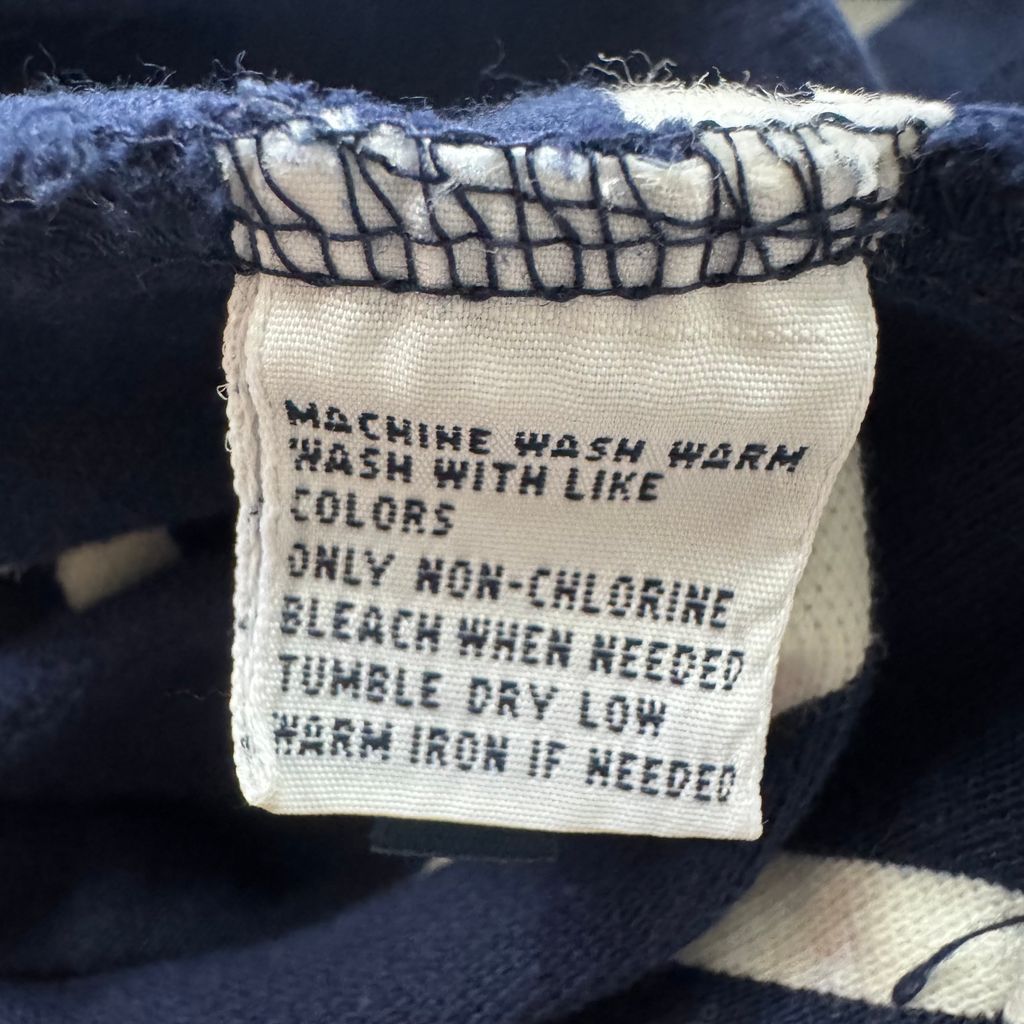 MACHINE WASH WARM
WASH WITH LIKE
COLORS
ONLY NON-CHLORINE
BLEACH WHEN NEEDED
TUMBLE DRY LOW
WARM IRON IF NEEDED